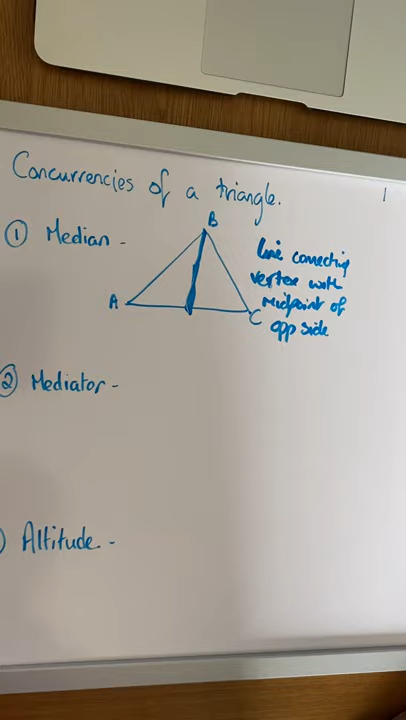 Concurrencies of a triangle.
1
① Median -
B
A
C
line connecting
vertex with
midpoint of
opp side
② Mediator -
) Altitude -